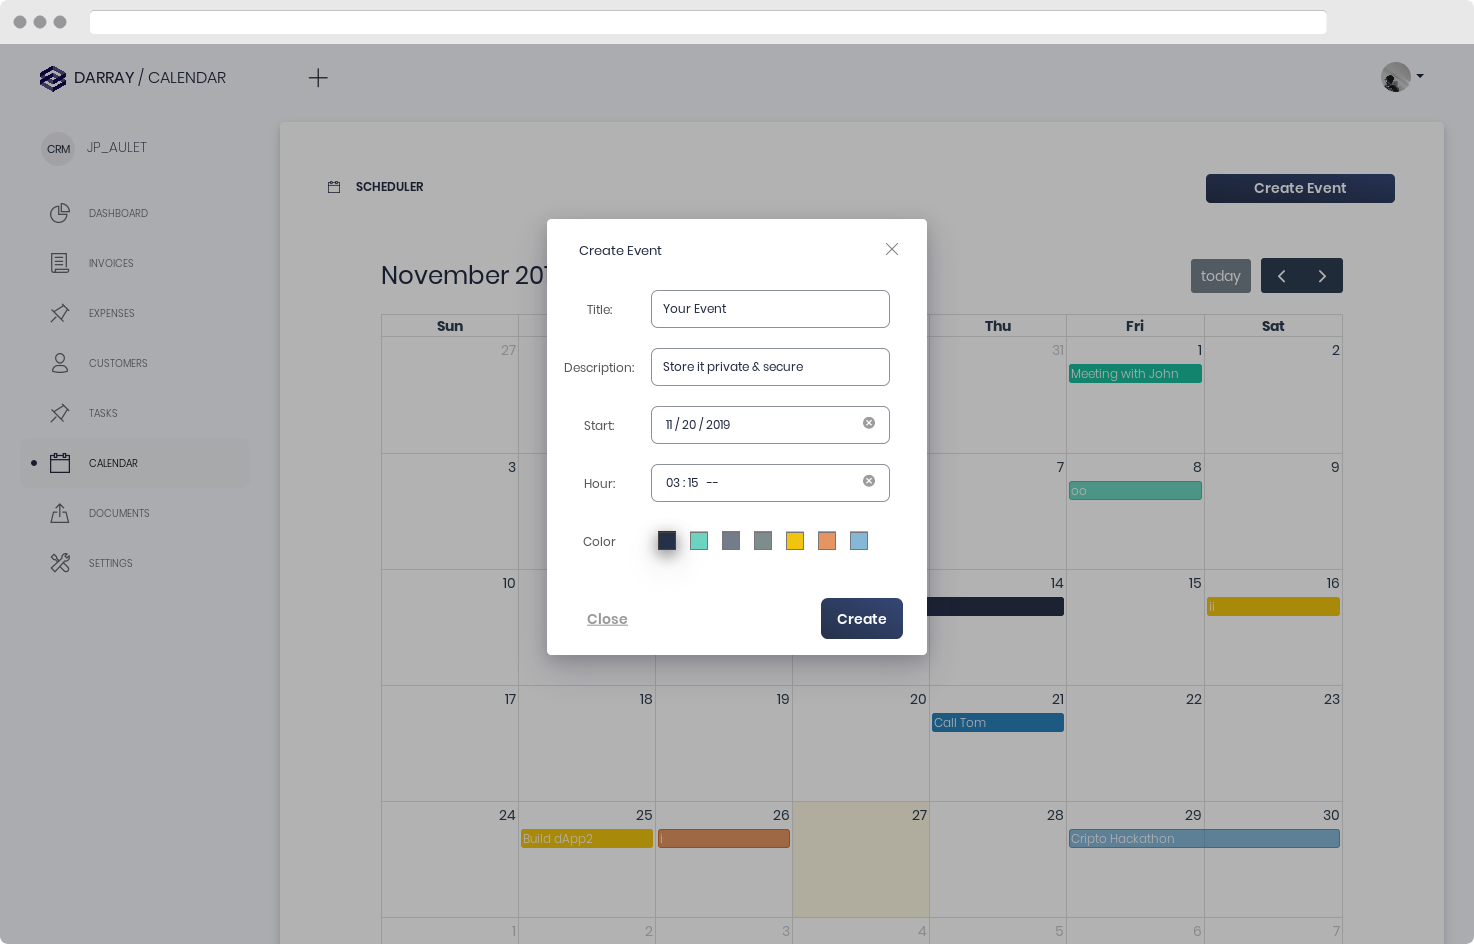 DARRAY / CALENDAR
CRM JP_AULET
DASHBOARD
INVOICES
EXPENSES
CUSTOMERS
TASKS
CALENDAR
DOCUMENTS
SETTINGS
SCHEDULER
Create Event
November 201
today
Sun Thu Fri Sat
27 31 1 2
Meeting with John
3 7 8 9
oo
10 14 15 16
ii
17 18 19 20 21 22 23
Call Tom
24 25 26 27 28 29 30
Build dApp2 i Cripto Hackathon
1 2 3 4 5 6 7
Create Event
Title: Your Event
Description: Store it private & secure
Start: 11 / 20 / 2019
Hour: 03 : 15 --
Color
Close Create